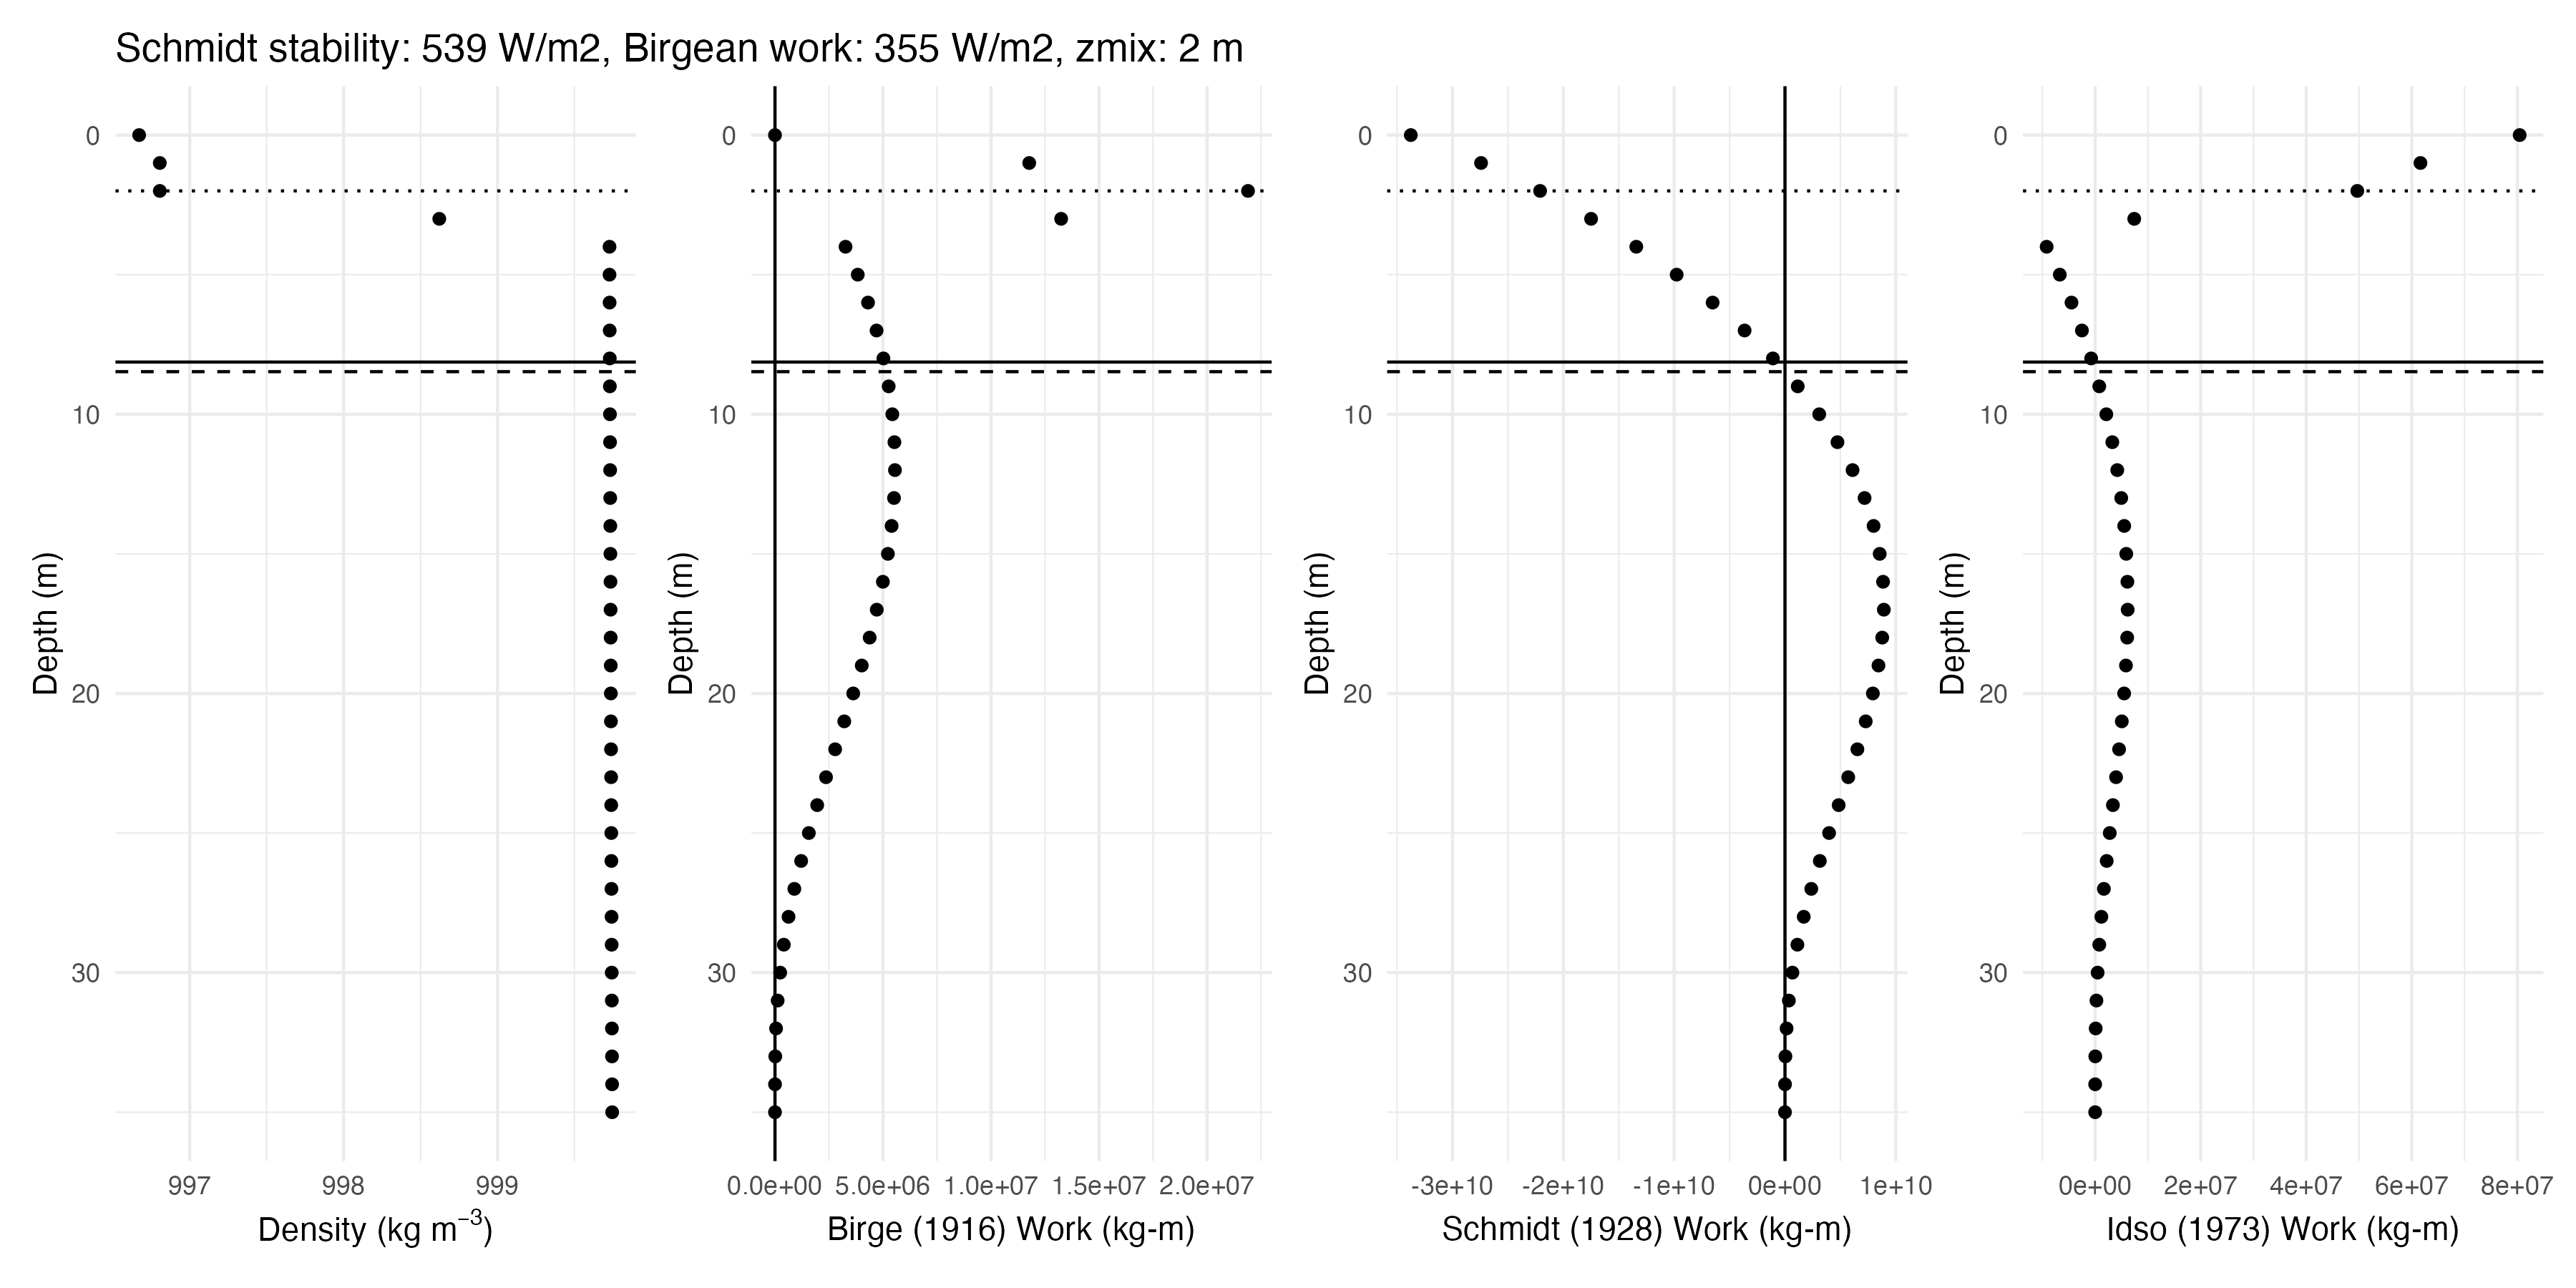 Schmidt stability: 539 W/m2, Birgean work: 355 W/m2, zmix: 2 m
0
10
20
30
Depth (m)
997 998 999
Density (kg m⁻³)
0
10
20
30
Depth (m)
0.0e+00 5.0e+06 1.0e+07 1.5e+07 2.0e+07
Birge (1916) Work (kg-m)
0
10
20
30
Depth (m)
-3e+10 -2e+10 -1e+10 0e+00 1e+10
Schmidt (1928) Work (kg-m)
0
10
20
30
Depth (m)
0e+00 2e+07 4e+07 6e+07 8e+07
Idso (1973) Work (kg-m)